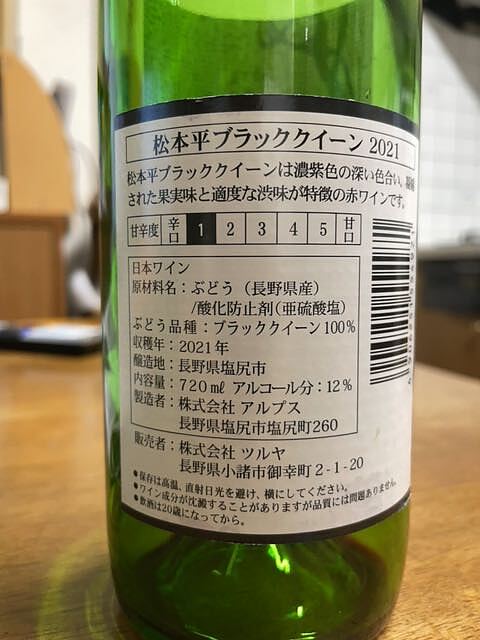 松本平ブラッククイーン 2021
松本平ブラッククイーンは濃紫色の深い色合い、
された果実味と適度な渋味が特徴の赤ワインです。
甘辛度 辛口 1 2 3 4 5 甘口
日本ワイン
原材料名：ぶどう（長野県産）
/酸化防止剤（亜硫酸塩）
ぶどう品種：ブラッククイーン100%
収穫年：2021年
醸造地：長野県塩尻市
内容量：720㎖ アルコール分：12%
製造者：株式会社 アルプス
長野県塩尻市塩尻町260
販売者：株式会社 ツルヤ
長野県小諸市御幸町2-1-20
●保存は高温、直射日光を避け、横にしてください。
●ワイン成分が沈澱することがありますが品質には問題ありません。
●飲酒は20歳になってから。